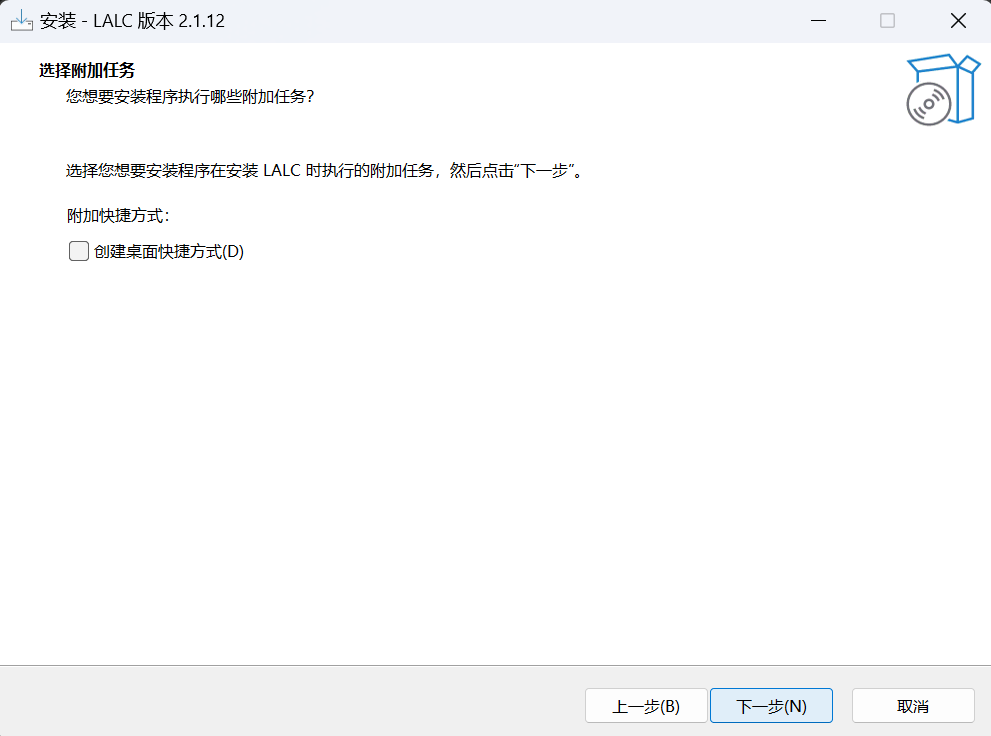 安装 - LALC 版本 2.1.12
选择附加任务
您想要安装程序执行哪些附加任务？
选择您想要安装程序在安装 LALC 时执行的附加任务，然后点击“下一步”。
附加快捷方式：
创建桌面快捷方式(D)
上一步(B)
下一步(N)
取消